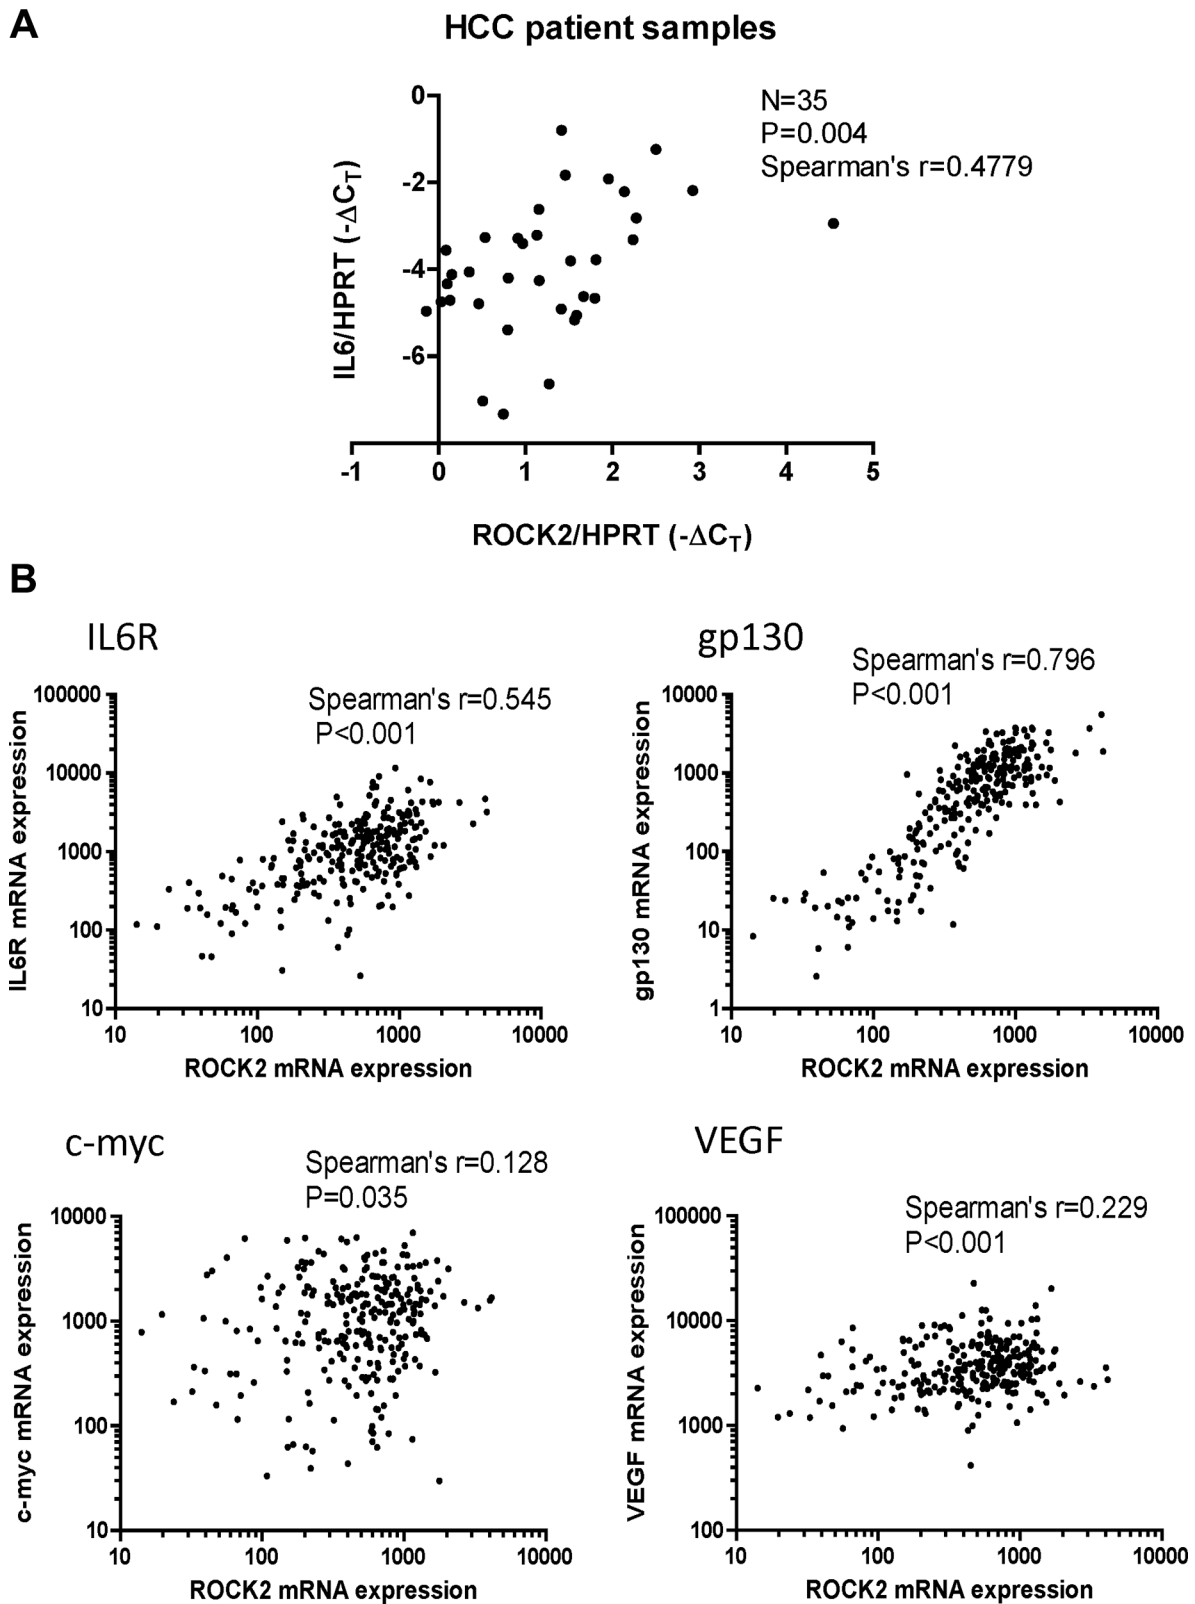 A
HCC patient samples
N=35
P=0.004
Spearman's r=0.4779
IL6/HPRT (-ΔCT)
0
-2
-4
-6
-1 0 1 2 3 4 5
ROCK2/HPRT (-ΔCT)
B
IL6R
Spearman's r=0.545
P<0.001
IL6R mRNA expression
100000
10000
1000
100
10
10 100 1000 10000
ROCK2 mRNA expression
gp130
Spearman's r=0.796
P<0.001
gp130 mRNA expression
10000
1000
100
10
1
10 100 1000 10000
ROCK2 mRNA expression
c-myc
Spearman's r=0.128
P=0.035
c-myc mRNA expression
10000
1000
100
10
10 100 1000 10000
ROCK2 mRNA expression
VEGF
Spearman's r=0.229
P<0.001
VEGF mRNA expression
100000
10000
1000
100
10 100 1000 10000
ROCK2 mRNA expression